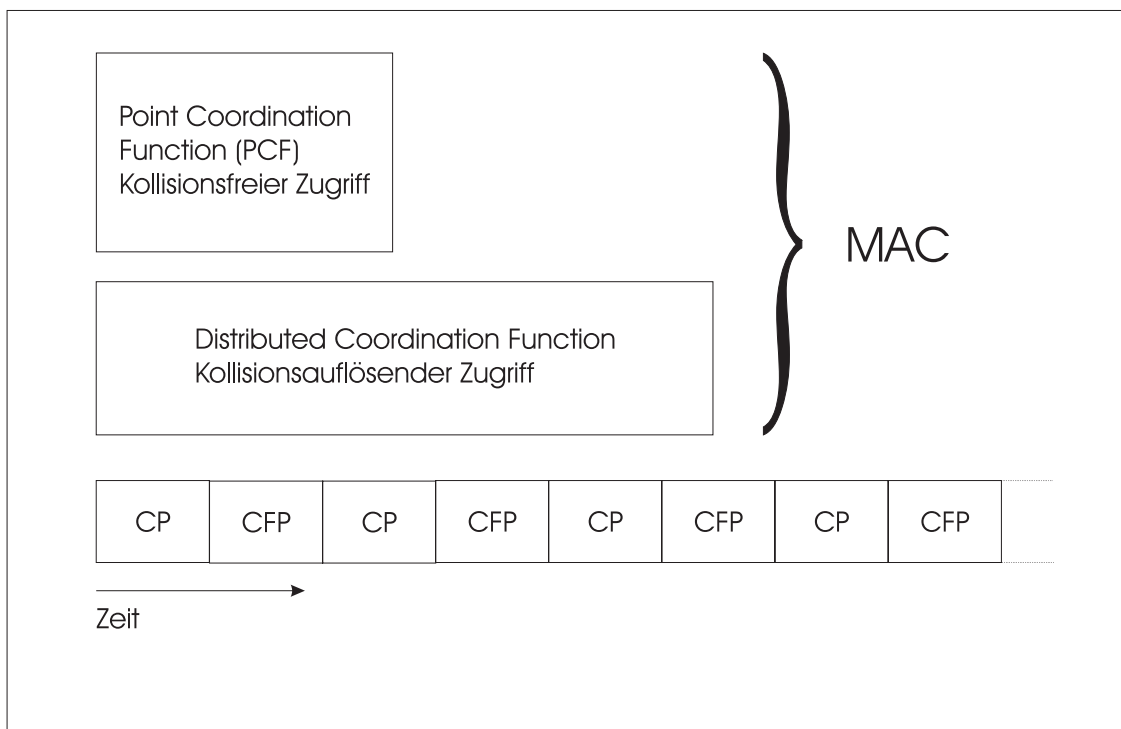 Point Coordination
Function (PCF)
Kollisionsfreier Zugriff
MAC
Distributed Coordination Function
Kollisionsauflösender Zugriff
CP CFP CP CFP CP CFP CP CFP
Zeit